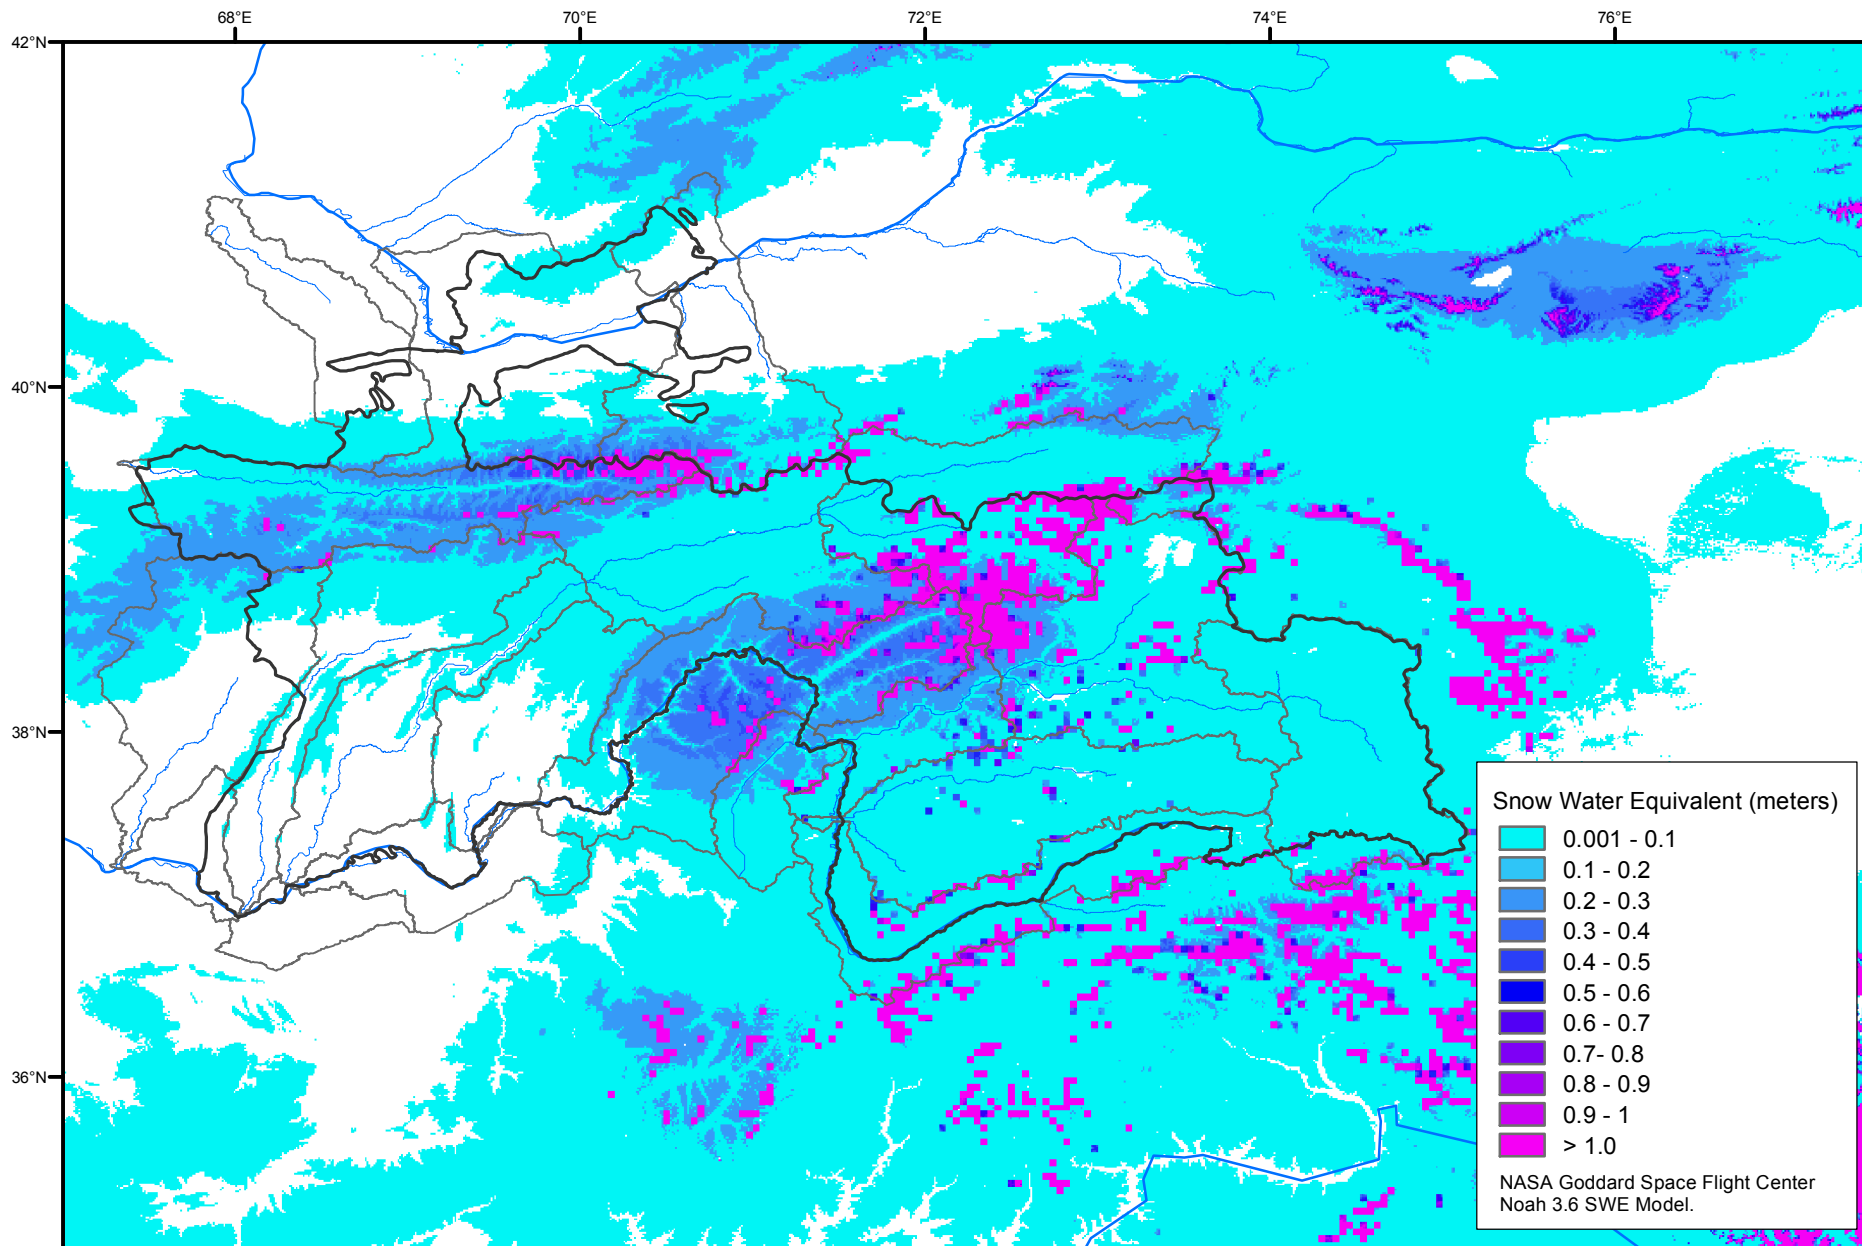 68°E
70°E
72°E
74°E
76°E
42°N
40°N
38°N
36°N
Snow Water Equivalent (meters)
0.001 - 0.1
0.1 - 0.2
0.2 - 0.3
0.3 - 0.4
0.4 - 0.5
0.5 - 0.6
0.6 - 0.7
0.7- 0.8
0.8 - 0.9
0.9 - 1
> 1.0
NASA Goddard Space Flight Center
Noah 3.6 SWE Model.